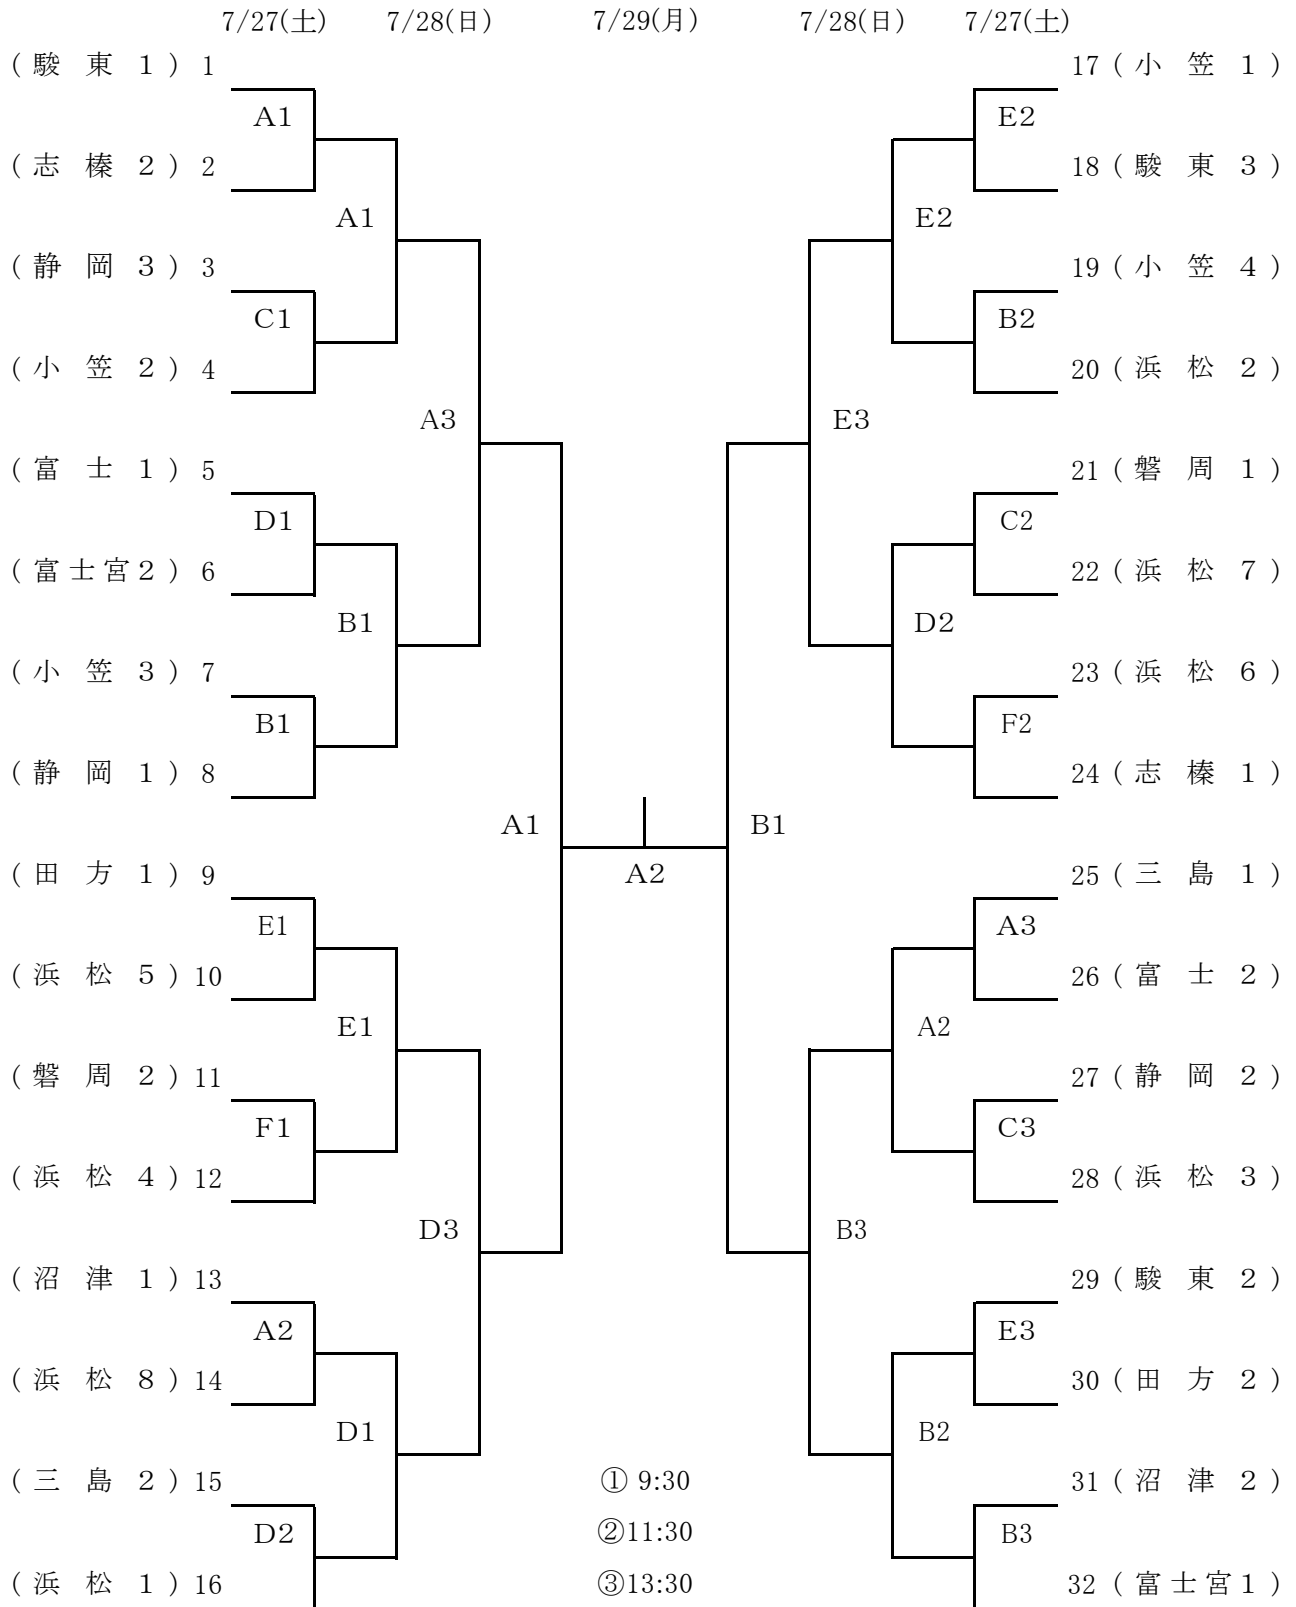 7/27(土) 7/28(日) 7/29(月) 7/28(日) 7/27(土)
(駿東１) 1 17 (小笠１)
A1 E2
(志榛２) 2 18 (駿東３)
A1 E2
(静岡３) 3 19 (小笠４)
C1 B2
(小笠２) 4 20 (浜松２)
A3 E3
(富士１) 5 21 (磐周１)
D1 C2
(富士宮２) 6 22 (浜松７)
B1 D2
(小笠３) 7 23 (浜松６)
B1 F2
(静岡１) 8 24 (志榛１)
A1 B1
(田方１) 9 A2 25 (三島１)
E1 A3
(浜松５) 10 26 (富士２)
E1 A2
(磐周２) 11 27 (静岡２)
F1 C3
(浜松４) 12 28 (浜松３)
D3 B3
(沼津１) 13 29 (駿東２)
A2 E3
(浜松８) 14 30 (田方２)
D1 B2
(三島２) 15 ① 9:30 31 (沼津２)
D2 ②11:30 B3
(浜松１) 16 ③13:30 32 (富士宮１)